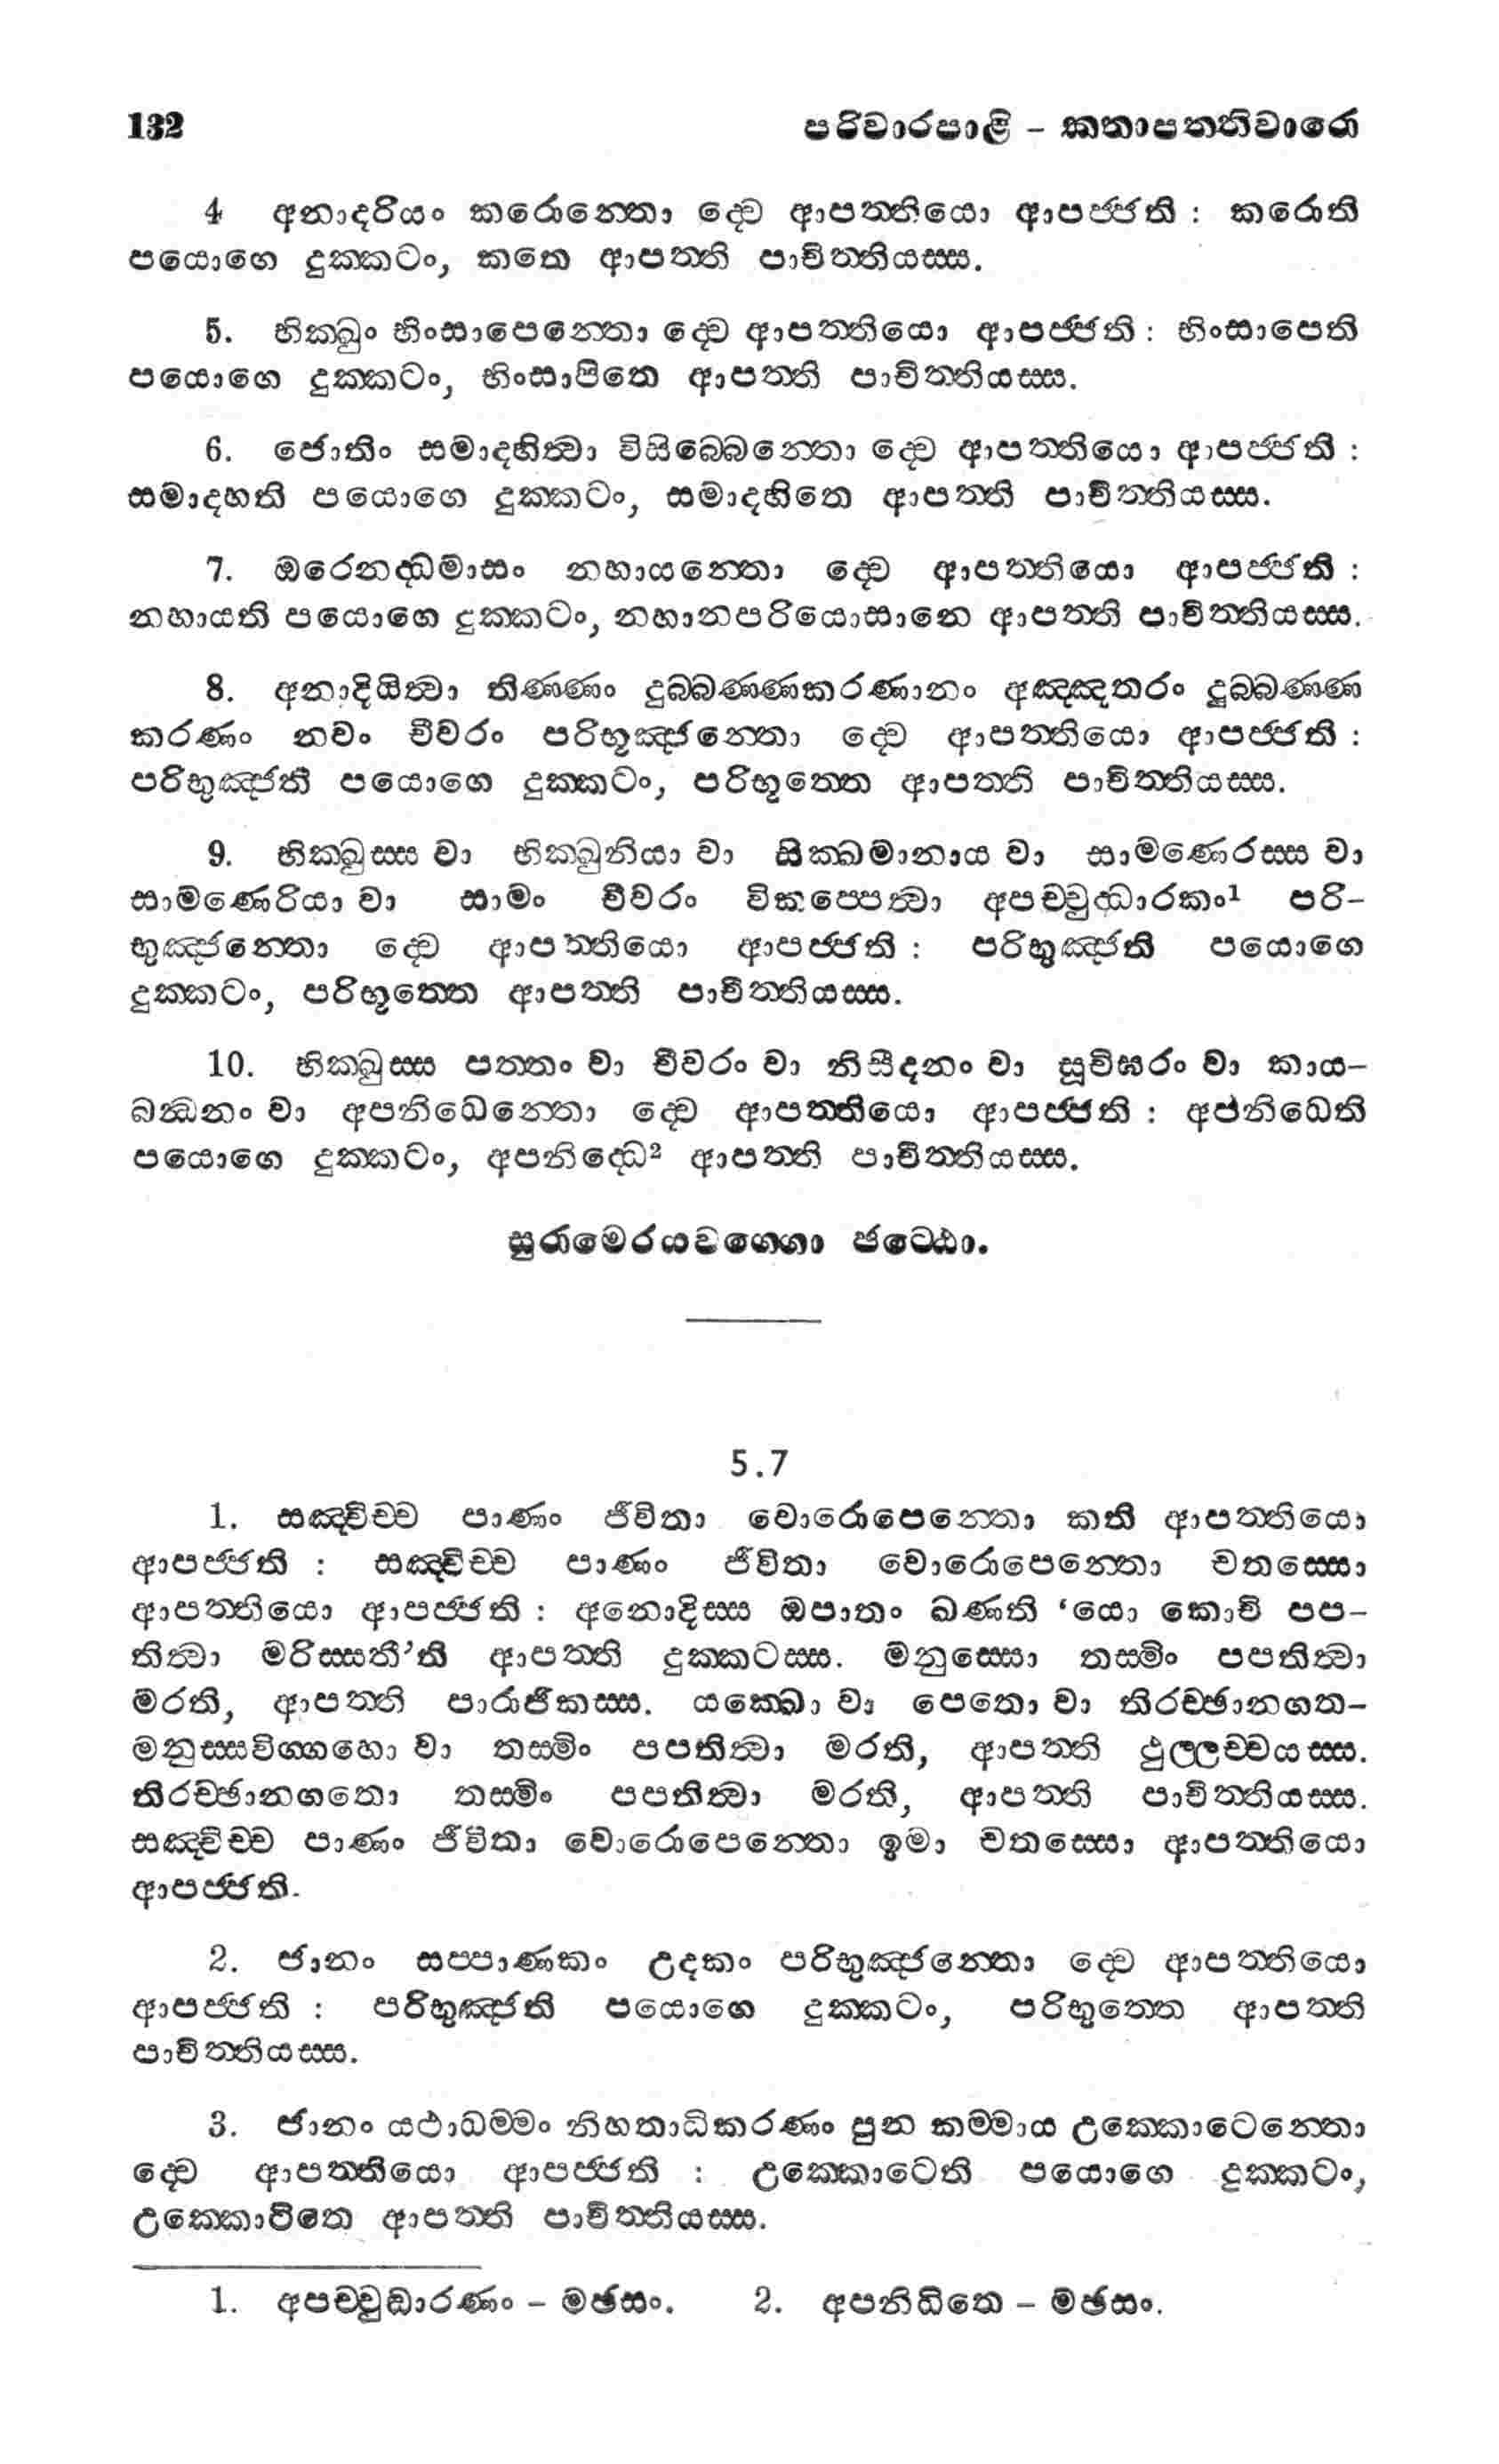 132 පරිවාරපාළි – කතාපත්තිවාරො
4 අනාදරියං කරොන්තො ද්වෙ ආපත්තියො ආපජ්ජති : කරොති
පයොගෙ දුක්කටං, කතෙ ආපත්ති පාචිත්තියස්ස.
5. භික්ඛුං භිංසාපෙන්තො ද්වෙ ආපත්තියො ආපජ්ජති : භිංසාපෙති
පයොගෙ දුක්කටං, භිංසාපිතෙ ආපත්ති පාචිත්තියස්ස.
6. ජොතිං සමාදහිත්වා විසිබ්බෙන්තො ද්වෙ ආපත්තියො ආපජ්ජති :
සමාදහති පයොගෙ දුක්කටං, සමාදහිතෙ ආපත්ති පාචිත්තියස්ස.
7. ඔරෙනද්ධමාසං නහායන්තො ද්වෙ ආපත්තියො ආපජ්ජති :
නහායති පයොගෙ දුක්කටං, නහානපරියොසානෙ ආපත්ති පාචිත්තියස්ස.
8. අනාදියිත්වා තිණ්ණං දුබ්බණ්ණකරණානං අඤ්ඤතරං දුබ්බණ්ණ
කරණං නවං චීවරං පරිභුඤ්ජන්තො ද්වෙ ආපත්තියො ආපජ්ජති :
පරිභුඤ්ජති පයොගෙ දුක්කටං, පරිභුත්තෙ ආපත්ති පාචිත්තියස්ස.
9. භික්ඛුස්ස වා භික්ඛුනියා වා සික්ඛමානාය වා සාමණෙරස්ස වා
සාමණෙරියා වා සාමං චීවරං විකප්පෙත්වා අපච්චුද්ධාරකං¹ පරි–
භුඤ්ජන්තො ද්වෙ ආපත්තියො ආපජ්ජති : පරිභුඤ්ජති පයොගෙ
දුක්කටං, පරිභුත්තෙ ආපත්ති පාචිත්තියස්ස.
10. භික්ඛුස්ස පත්තං වා චීවරං වා නිසීදනං වා සූචිඝරං වා කාය–
බන්ධනං වා අපනිධෙන්තො ද්වෙ ආපත්තියො ආපජ්ජති : අපනිධෙති
පයොගෙ දුක්කටං, අපනිද්ධෙ² ආපත්ති පාචිත්තියස්ස.
සුරාමෙරයවග්ගො ඡට්ඨො.
5.7
1. සඤ්චිච්ච පාණං ජීවිතා වොරොපෙන්තො කති ආපත්තියො
ආපජ්ජති : සඤ්චිච්ච පාණං ජීවිතා වොරොපෙන්තො චතස්සො
ආපත්තියො ආපජ්ජති : අනොදිස්ස ඔපාතං ඛණති ‘යො කොචි පප–
තිත්වා මරිස්සතී’ති ආපත්ති දුක්කටස්ස. මනුස්සො තස්මිං පපතිත්වා
මරති, ආපත්ති පාරාජිකස්ස. යක්ඛො වා පෙතො වා තිරච්ඡානගත–
මනුස්සවිග්ගහො වා තස්මිං පපතිත්වා මරති, ආපත්ති ථුල්ලච්චයස්ස.
තිරච්ඡානගතො තස්මිං පපතිත්වා මරති, ආපත්ති පාචිත්තියස්ස.
සඤ්චිච්ච පාණං ජීවිතා වොරොපෙන්තො ඉමා චතස්සො ආපත්තියො
ආපජ්ජති.
2. ජානං සප්පාණකං උදකං පරිභුඤ්ජන්තො ද්වෙ ආපත්තියො
ආපජ්ජති : පරිභුඤ්ජති පයොගෙ දුක්කටං, පරිභුත්තෙ ආපත්ති
පාචිත්තියස්ස.
3. ජානං යථාධම්මං නිහතාධිකරණං පුන කම්මාය උක්කොටෙන්තො
ද්වෙ ආපත්තියො ආපජ්ජති : උක්කොටෙති පයොගෙ දුක්කටං,
උක්කොටිතෙ ආපත්ති පාචිත්තියස්ස.
1. අපච්චුද්ධාරණං – මඡසං. 2. අපනිධිතෙ – මඡසං.